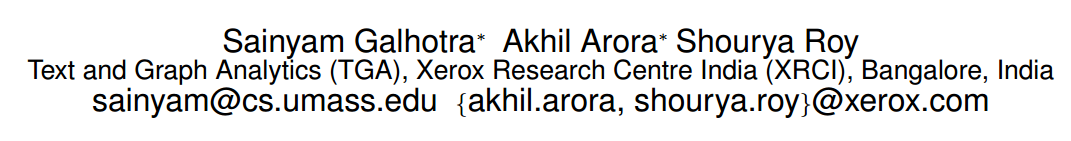 Sainyam Galhotra* Akhil Arora* Shourya Roy
Text and Graph Analytics (TGA), Xerox Research Centre India (XRCI), Bangalore, India
sainyam@cs.umass.edu {akhil.arora, shourya.roy}@xerox.com